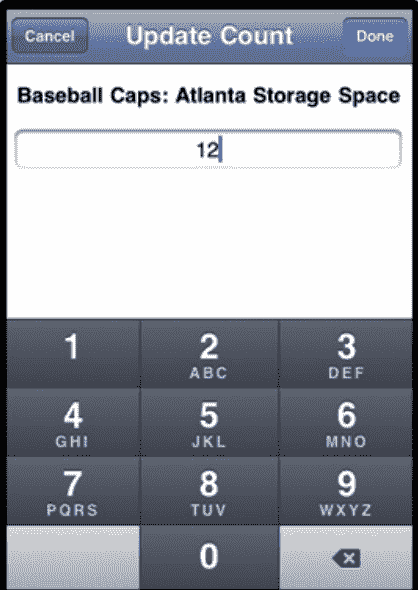 Cancel Update Count Done
Baseball Caps: Atlanta Storage Space
12
1 2 3
ABC DEF
4 5 6
GHI JKL MNO
7 8 9
PQRS TUV WXYZ
0